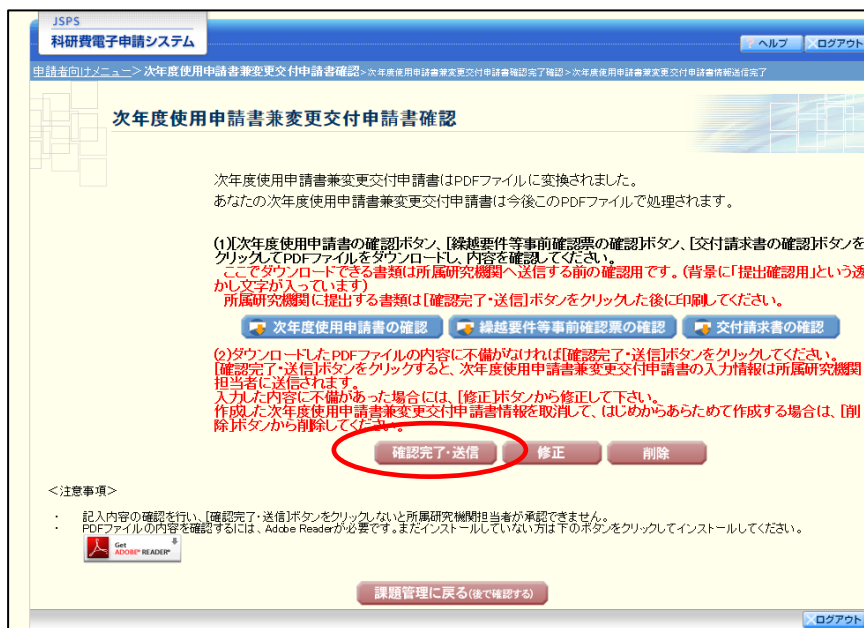 JSPS
科研費電子申請システム
? ヘルプ ×ログアウト
申請者向けメニュー>次年度使用申請書兼変更交付申請書確認>次年度使用申請書兼変更交付申請書確認完了確認>次年度使用申請書兼変更交付申請書情報送信完了
次年度使用申請書兼変更交付申請書確認
次年度使用申請書兼変更交付申請書はPDFファイルに変換されました。
あなたの次年度使用申請書兼変更交付申請書は今後このPDFファイルで処理されます。
(1)[次年度使用申請書の確認]ボタン、[繰越要件等事前確認票の確認]ボタン、[交付請求書の確認]ボタンを
クリックしてPDFファイルをダウンロードし、内容を確認してください。
ここでダウンロードできる書類は所属研究機関へ送信する前の確認用です。(背景に「提出確認用」という透
かし文字が入っています)
所属研究機関に提出する書類は[確認完了・送信]ボタンをクリックした後に印刷してください。
次年度使用申請書の確認 繰越要件等事前確認票の確認 交付請求書の確認
(2)ダウンロードしたPDFファイルの内容に不備がなければ[確認完了・送信]ボタンをクリックしてください。
[確認完了・送信]ボタンをクリックすると、次年度使用申請書兼変更交付申請書の入力情報は所属研究機関
担当者に送信されます。
入力した内容に不備があった場合には、[修正]ボタンから修正して下さい。
作成した次年度使用申請書兼変更交付申請書情報を取消して、はじめからあらためて作成する場合は、[削
除]ボタンから削除してください。
確認完了・送信 修正 削除
<注意事項>
・ 記入内容の確認を行い、[確認完了・送信]ボタンをクリックしないと所属研究機関担当者が承認できません。
・ PDFファイルの内容を確認するには、Adobe Readerが必要です。まだインストールしていない方は下のボタンをクリックしてインストールしてください。
Get
ADOBE® READER®
課題管理に戻る(後で確認する)
×ログアウト